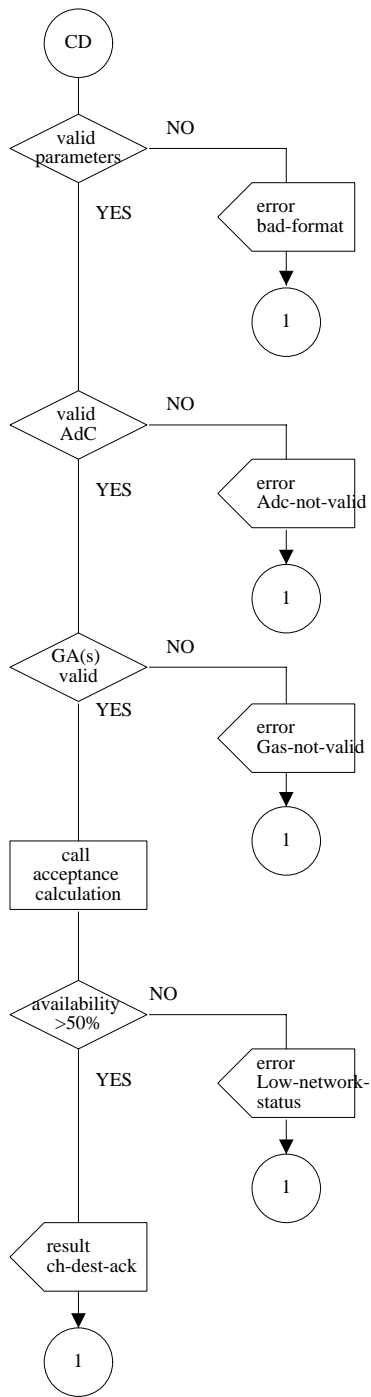 CD
valid
parameters
NO
YES
error
bad-format
1
valid
AdC
NO
YES
error
Adc-not-valid
1
GA(s)
valid
NO
YES
error
Gas-not-valid
1
call
acceptance
calculation
availability
>50%
NO
YES
error
Low-network-
status
1
result
ch-dest-ack
1